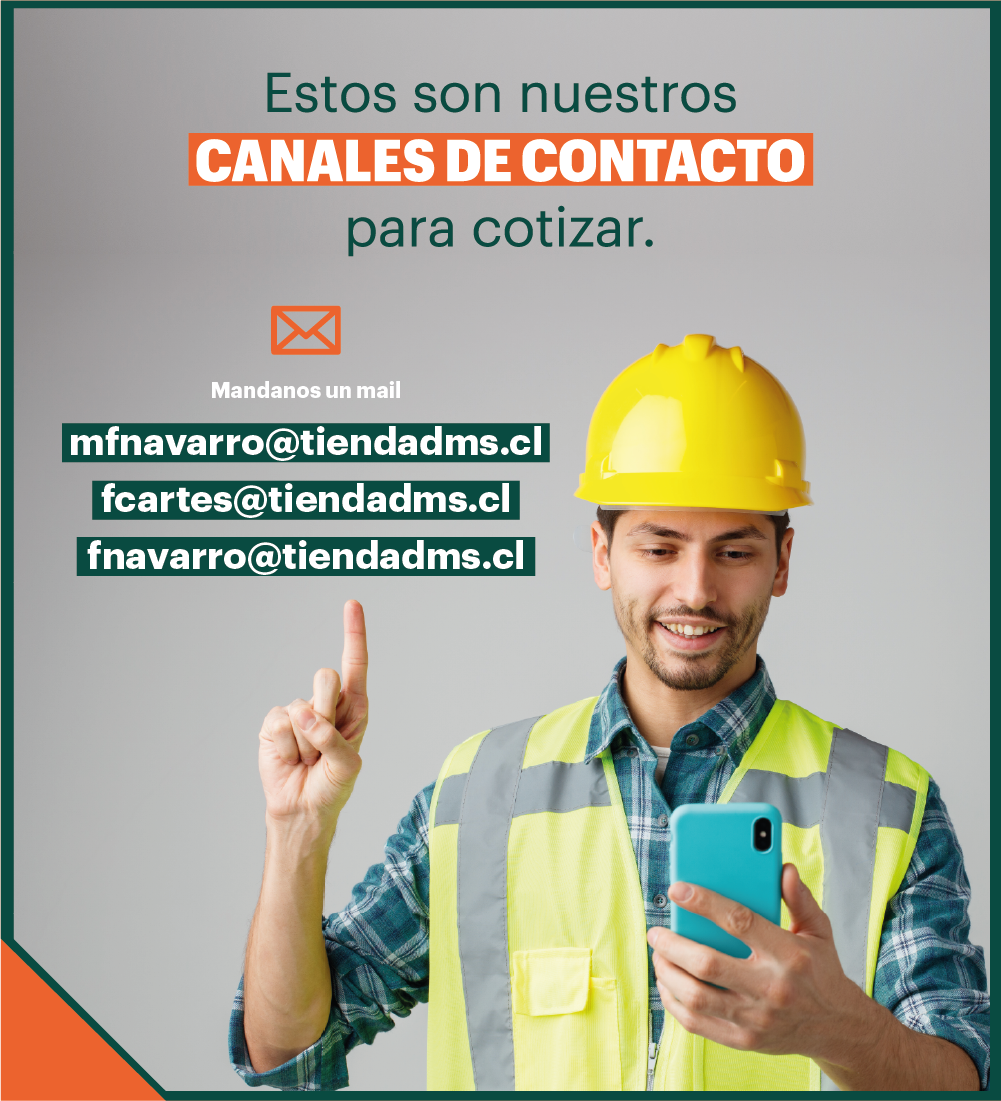 Estos son nuestros
CANALES DE CONTACTO
para cotizar.
Mandanos un mail
mfnavarro@tiendadms.cl
fcartes@tiendadms.cl
fnavarro@tiendadms.cl